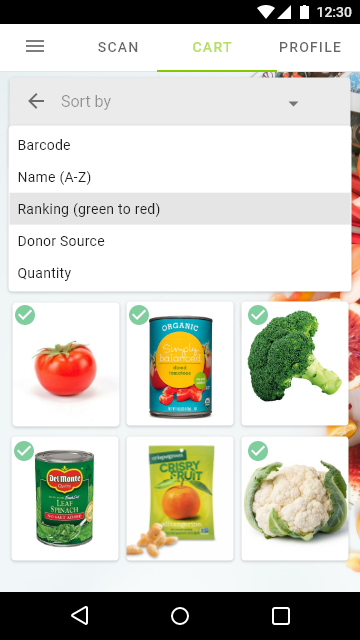 12:30
SCAN CART PROFILE
Sort by
Barcode
Name (A-Z)
Ranking (green to red)
Donor Source
Quantity
ORGANIC
Simply
balanced
diced
tomatoes
Del Monte
Quality
LEAF
SPINACH
CRISPY
FRUIT